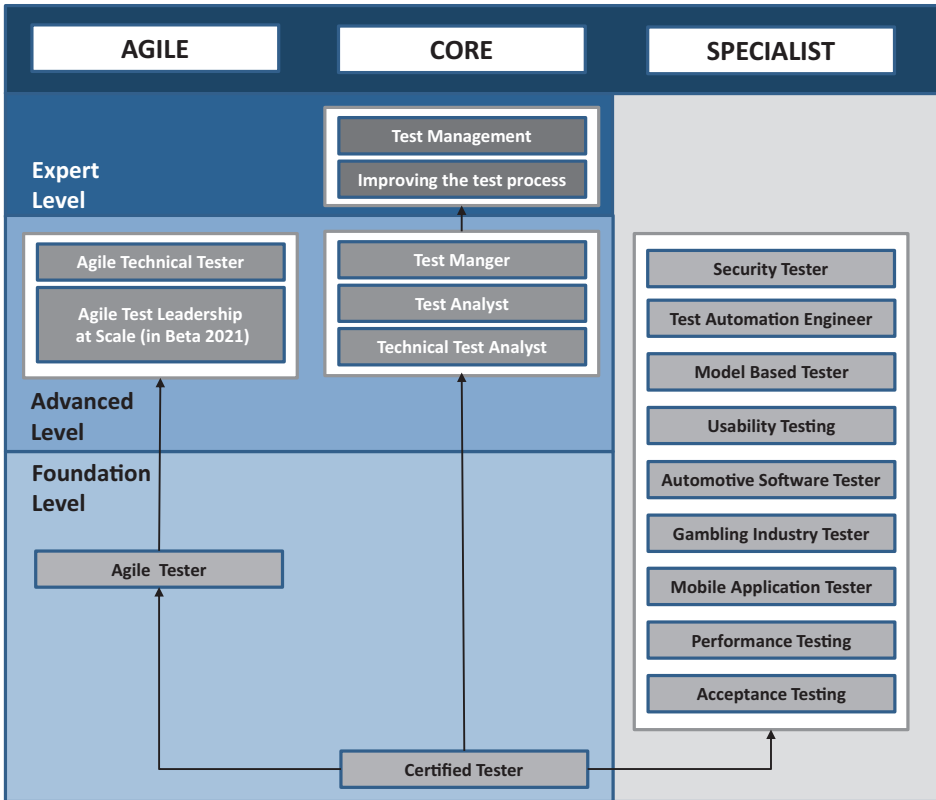 AGILE
CORE
SPECIALIST
Expert
Level
Test Management
Improving the test process
Agile Technical Tester
Agile Test Leadership
at Scale (in Beta 2021)
Test Manger
Test Analyst
Technical Test Analyst
Advanced
Level
Foundation
Level
Agile Tester
Certified Tester
Security Tester
Test Automation Engineer
Model Based Tester
Usability Testing
Automotive Software Tester
Gambling Industry Tester
Mobile Application Tester
Performance Testing
Acceptance Testing